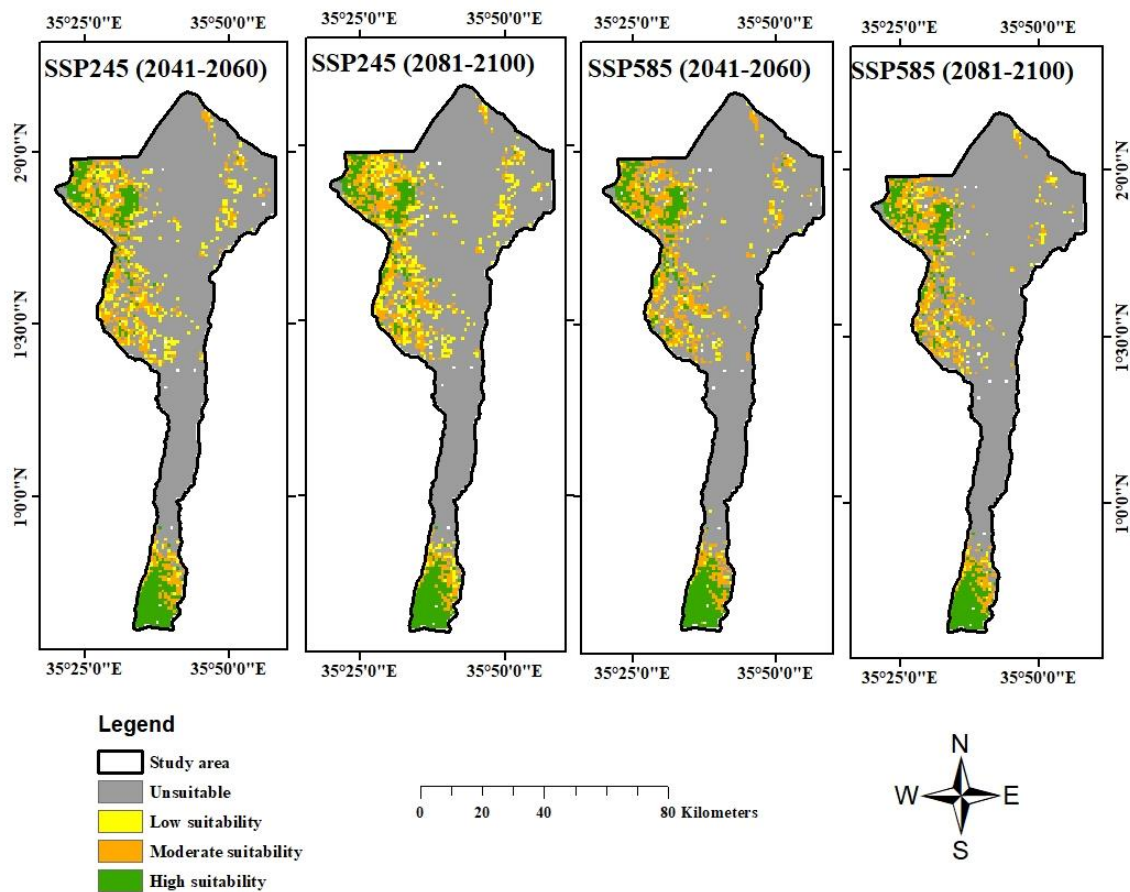 35°25'0"E 35°50'0"E 35°25'0"E 35°50'0"E 35°25'0"E 35°50'0"E 35°25'0"E 35°50'0"E
SSP245 (2041-2060) SSP245 (2081-2100) SSP585 (2041-2060) SSP585 (2081-2100)
2°0'0"N 2°0'0"N
1°30'0"N 1°30'0"N
1°0'0"N 1°0'0"N
35°25'0"E 35°50'0"E 35°25'0"E 35°50'0"E 35°25'0"E 35°50'0"E 35°25'0"E 35°50'0"E
Legend
Study area
Unsuitable
Low suitability
Moderate suitability
High suitability
0 20 40 80 Kilometers
N
W E
S